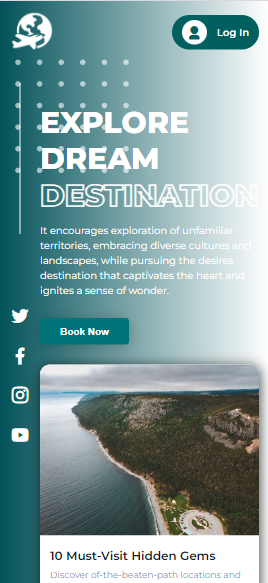 Log In
EXPLORE
DREAM
DESTINATION
It encourages exploration of unfamiliar
territories, embracing diverse cultures and
landscapes, while pursuing the desires
destination that captivates the heart and
ignites a sense of wonder.
Book Now
10 Must-Visit Hidden Gems
Discover of-the-beaten-path locations and